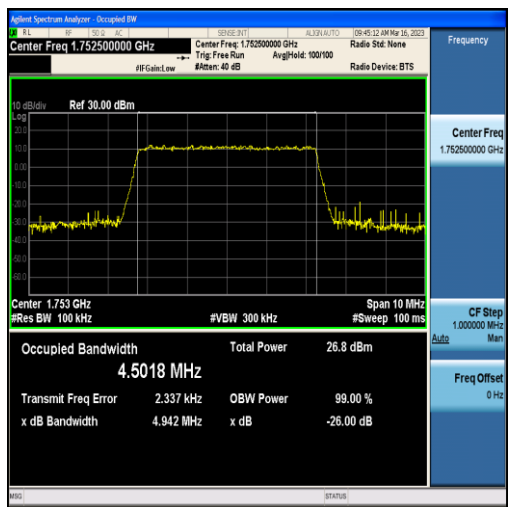 Agilent Spectrum Analyzer - Occupied BW
RL RF 50 Ω AC SENSE:INT ALIGN AUTO 09:45:12 AM Mar 16, 2023
Center Freq 1.752500000 GHz
Center Freq: 1.752500000 GHz
Radio Std: None
Trig: Free Run Avg|Hold: 100/100
#IFGain:Low #Atten: 40 dB Radio Device: BTS
10 dB/div Ref 30.00 dBm
Log
20.0
10.0
0.00
-10.0
-20.0
-30.0
-40.0
-50.0
-60.0
Center 1.753 GHz Span 10 MHz
#Res BW 100 kHz #VBW 300 kHz #Sweep 100 ms
Occupied Bandwidth Total Power 26.8 dBm
4.5018 MHz
Transmit Freq Error 2.337 kHz OBW Power 99.00 %
x dB Bandwidth 4.942 MHz x dB -26.00 dB
MSG STATUS
Frequency
Center Freq
1.752500000 GHz
CF Step
1.000000 MHz
Auto Man
Freq Offset
0 Hz